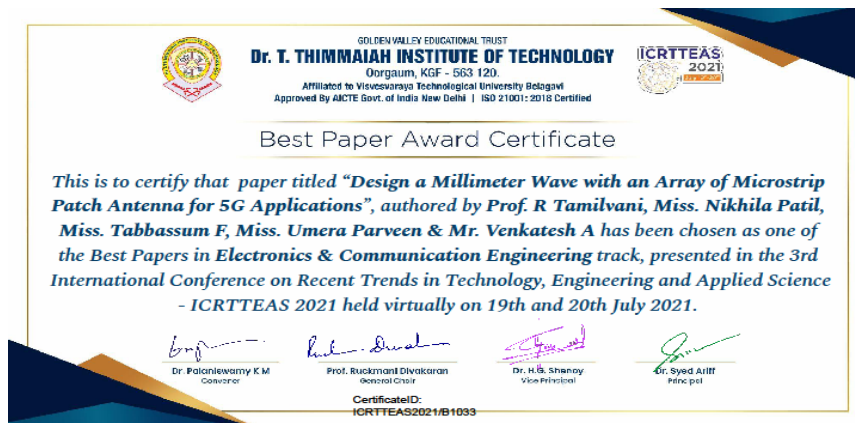 GOLDEN VALLEY EDUCATIONAL TRUST
Dr. T. THIMMAIAH INSTITUTE OF TECHNOLOGY
Oorgaum, KGF - 563 120.
Affiliated to Visvesvaraya Technological University Belagavi
Approved By AICTE Govt. of India New Delhi | ISO 21001: 2018 Certified
ICRTTEAS
2021
Best Paper Award Certificate
This is to certify that paper titled “Design a Millimeter Wave with an Array of Microstrip
Patch Antenna for 5G Applications”, authored by Prof. R Tamilvani, Miss. Nikhila Patil,
Miss. Tabbassum F, Miss. Umera Parveen & Mr. Venkatesh A has been chosen as one of
the Best Papers in Electronics & Communication Engineering track, presented in the 3rd
International Conference on Recent Trends in Technology, Engineering and Applied Science
- ICRTTEAS 2021 held virtually on 19th and 20th July 2021.
Dr. Palaniswamy K M
Convener
Prof. Ruckmani Divakaran
General Chair
Dr. H.G. Shenoy
Vice Principal
Dr. Syed Ariff
Principal
CertificateID:
ICRTTEAS2021/B1033